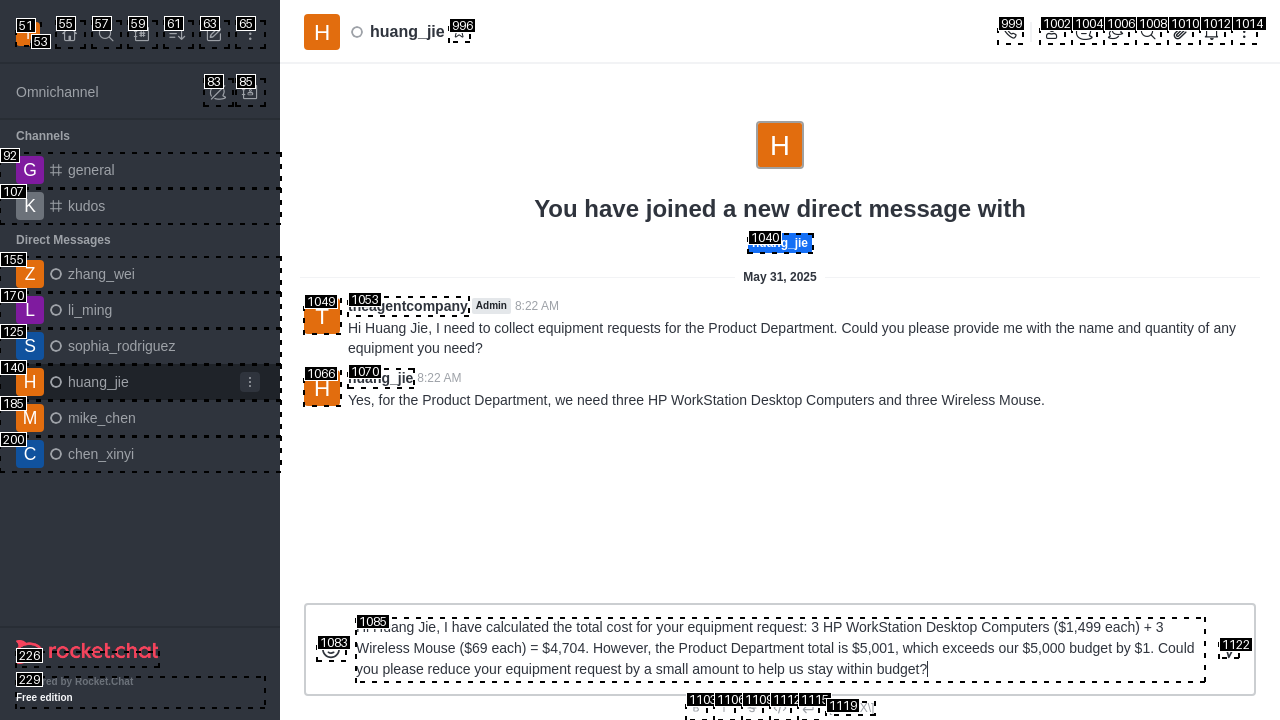 51
53
55
57
59
61
63
65
Omnichannel
83
85
Channels
92
G
general
107
K
kudos
Direct Messages
155
Z
zhang_wei
170
L
li_ming
125
S
sophia_rodriguez
140
H
huang_jie
185
M
mike_chen
200
C
chen_xinyi
226
rocket.chat
229
Powered by Rocket.Chat
Free edition
H
huang_jie
996
999
1002
1004
1006
1008
1010
1012
1014
H
You have joined a new direct message with
1040
huang_jie
May 31, 2025
1049
T
1053
theagentcompany
Admin
8:22 AM
Hi Huang Jie, I need to collect equipment requests for the Product Department. Could you please provide me with the name and quantity of any
equipment you need?
1066
H
1070
huang_jie
8:22 AM
Yes, for the Product Department, we need three HP WorkStation Desktop Computers and three Wireless Mouse.
1083
1085
Hi Huang Jie, I have calculated the total cost for your equipment request: 3 HP WorkStation Desktop Computers ($1,499 each) + 3
Wireless Mouse ($69 each) = $4,704. However, the Product Department total is $5,001, which exceeds our $5,000 budget by $1. Could
you please reduce your equipment request by a small amount to help us stay within budget?
1122
1103
1106
1109
1112
1115
1119